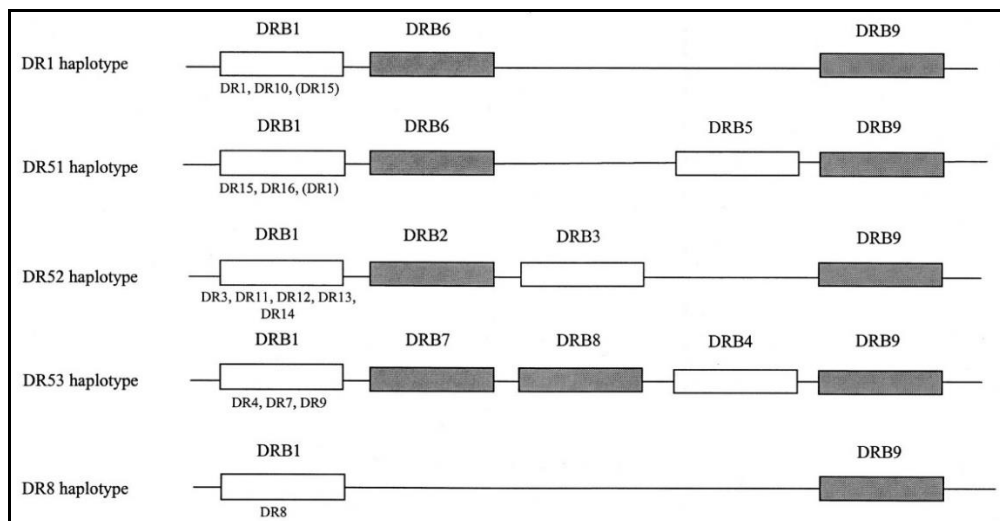 DRB1 DRB6 DRB9
DR1 haplotype
DR1, DR10, (DR15)
DRB1 DRB6 DRB5 DRB9
DR51 haplotype
DR15, DR16, (DR1)
DRB1 DRB2 DRB3 DRB9
DR52 haplotype
DR3, DR11, DR12, DR13,
DR14
DRB1 DRB7 DRB8 DRB4 DRB9
DR53 haplotype
DR4, DR7, DR9
DRB1 DRB9
DR8 haplotype
DR8